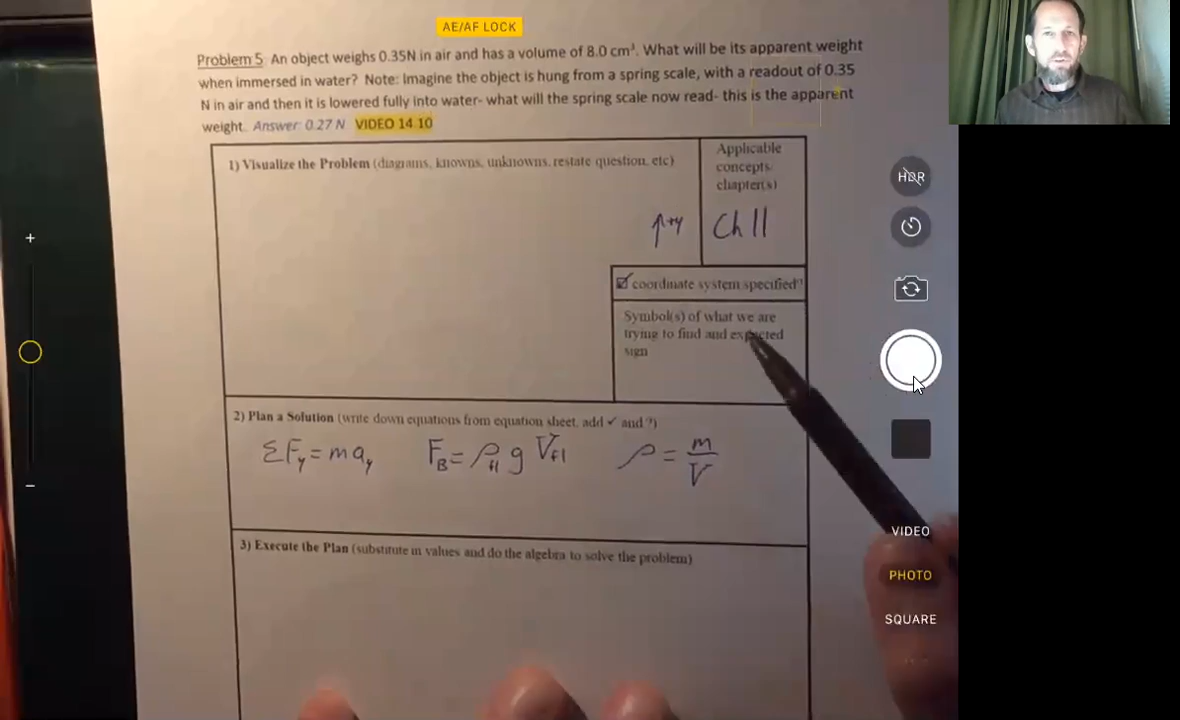 AE/AF LOCK
Problem 5 An object weighs 0.35N in air and has a volume of 8.0 cm³. What will be its apparent weight
when immersed in water? Note: Imagine the object is hung from a spring scale, with a readout of 0.35
N in air and then it is lowered fully into water- what will the spring scale now read- this is the apparent
weight. Answer: 0.27 N VIDEO 14.10
1) Visualize the Problem (diagrams, knowns, unknowns, restate question, etc)
Applicable
concepts
chapter(s)
↑+y
Ch 11
☑ coordinate system specified?
Symbol(s) of what we are
trying to find and expected
sign
2) Plan a Solution (write down equations from equation sheet, add ✓ and ?)
ΣFy = may FB = ρfl g Vfl ρ = m/V
3) Execute the Plan (substitute in values and do the algebra to solve the problem)
HDR
VIDEO
PHOTO
SQUARE